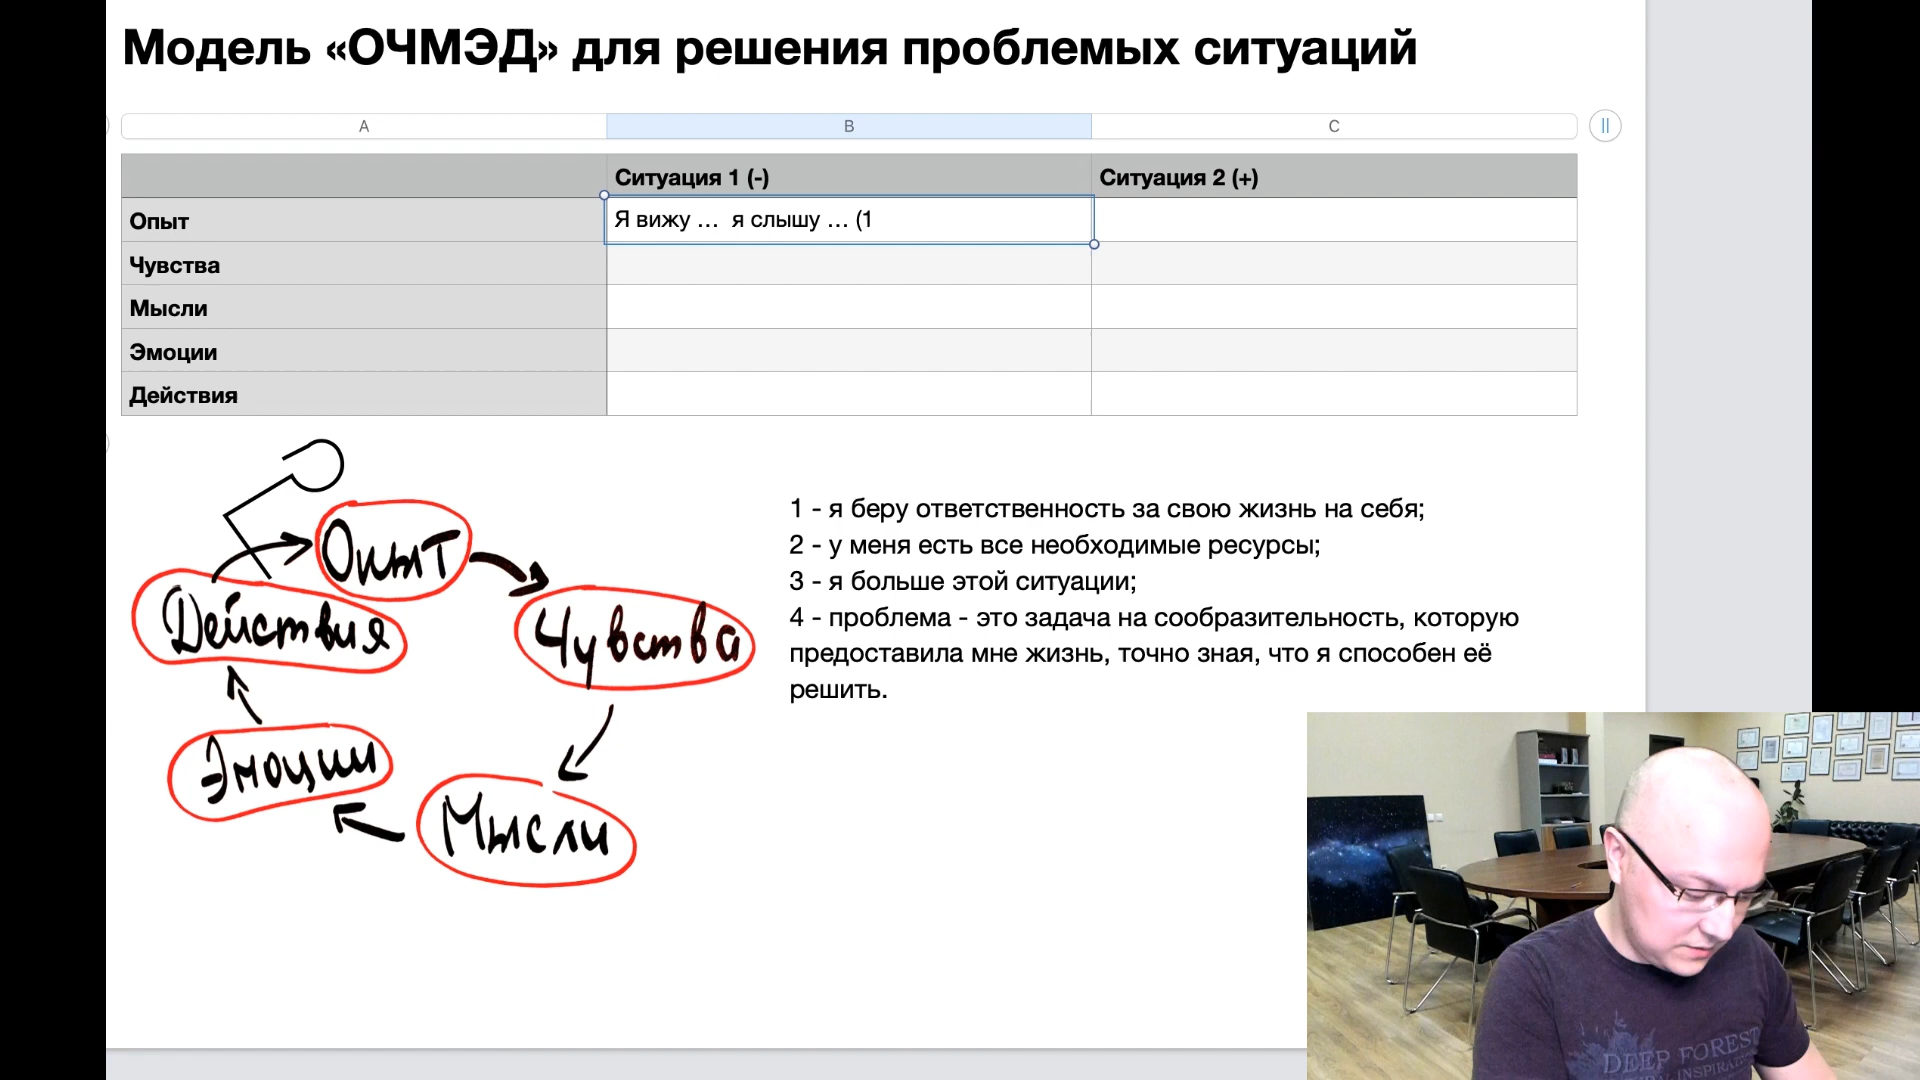 Модель «ОЧМЭД» для решения проблемых ситуаций
A B C
Ситуация 1 (-) Ситуация 2 (+)
Опыт Я вижу … я слышу … (1
Чувства
Мысли
Эмоции
Действия
Опыт
Действия
Чувства
Эмоции
Мысли
1 - я беру ответственность за свою жизнь на себя;
2 - у меня есть все необходимые ресурсы;
3 - я больше этой ситуации;
4 - проблема - это задача на сообразительность, которую
предоставила мне жизнь, точно зная, что я способен её
решить.
DEEP FOREST